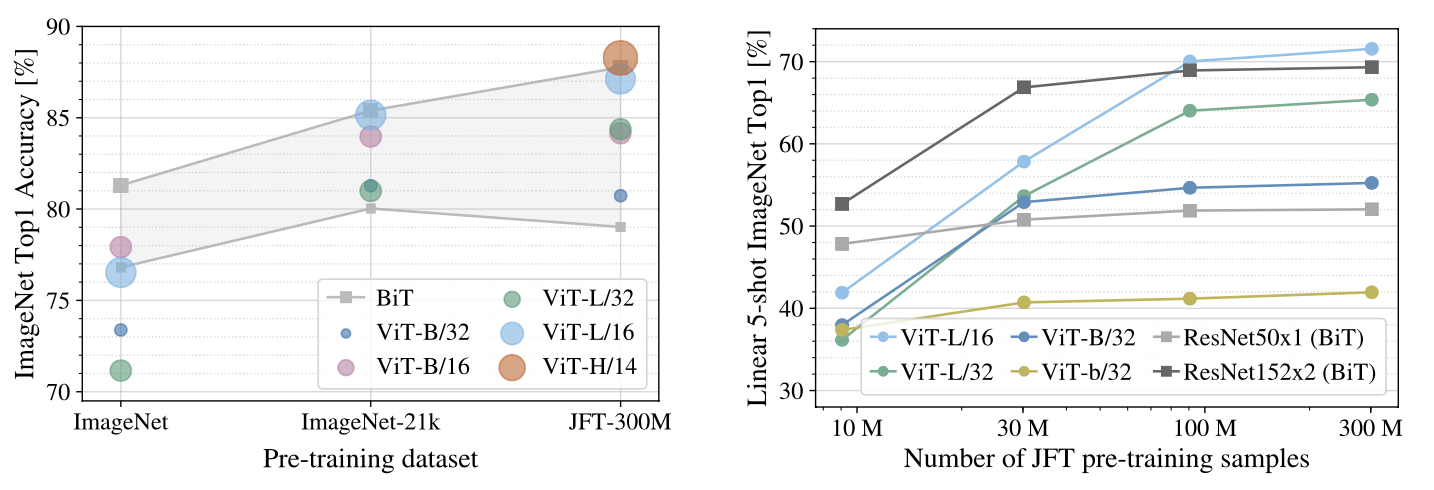 ImageNet Top1 Accuracy [%]
90
85
80
75
70
BiT
ViT-B/32
ViT-B/16
ViT-L/32
ViT-L/16
ViT-H/14
ImageNet
ImageNet-21k
JFT-300M
Pre-training dataset
Linear 5-shot ImageNet Top1 [%]
70
60
50
40
30
ViT-L/16
ViT-L/32
ViT-B/32
ViT-b/32
ResNet50x1 (BiT)
ResNet152x2 (BiT)
10 M
30 M
100 M
300 M
Number of JFT pre-training samples